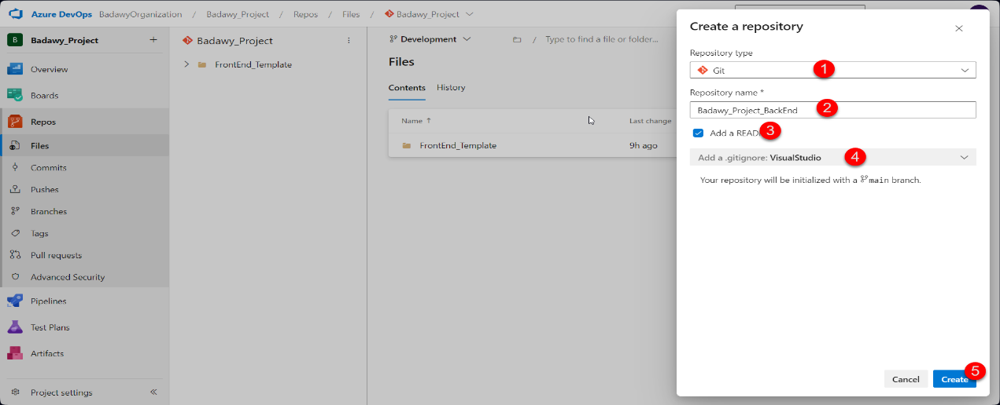 Azure DevOps BadawyOrganization / Badawy_Project / Repos / Files / Badawy_Project
B Badawy_Project +
Overview
Boards
Repos
Files
Commits
Pushes
Branches
Tags
Pull requests
Advanced Security
Pipelines
Test Plans
Artifacts
Project settings
Badawy_Project
FrontEnd_Template
Development / Type to find a file or folder...
Files
Contents History
Name ↑ Last change
FrontEnd_Template 9h ago
Create a repository
Repository type
Git 1
Repository name *
Badawy_Project_BackEnd 2
Add a READ 3
Add a .gitignore: VisualStudio 4
Your repository will be initialized with a main branch.
Cancel Create 5